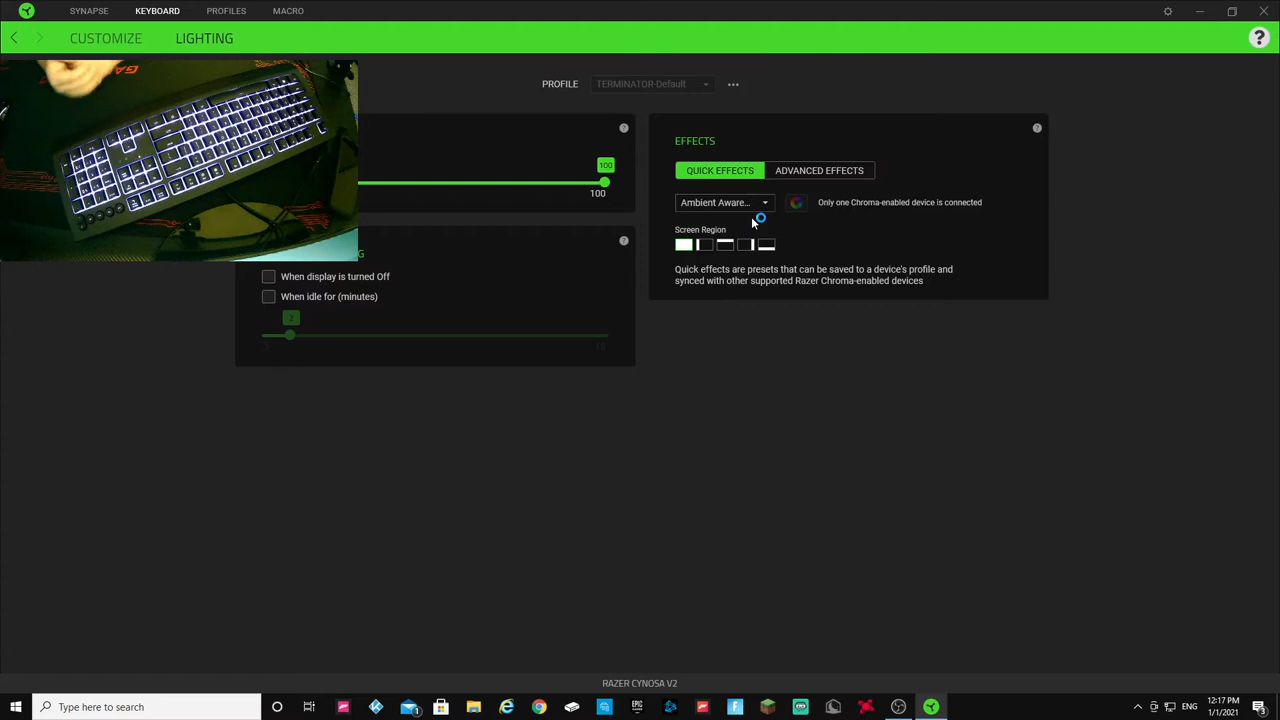 SYNAPSE KEYBOARD PROFILES MACRO
CUSTOMIZE LIGHTING
PROFILE TERMINATOR-Default
100
100
When display is turned Off
When idle for (minutes)
2
1 10
EFFECTS
QUICK EFFECTS ADVANCED EFFECTS
Ambient Aware... Only one Chroma-enabled device is connected
Screen Region
Quick effects are presets that can be saved to a device's profile and
synced with other supported Razer Chroma-enabled devices
RAZER CYNOSA V2
Type here to search
ENG
12:17 PM
1/1/2021